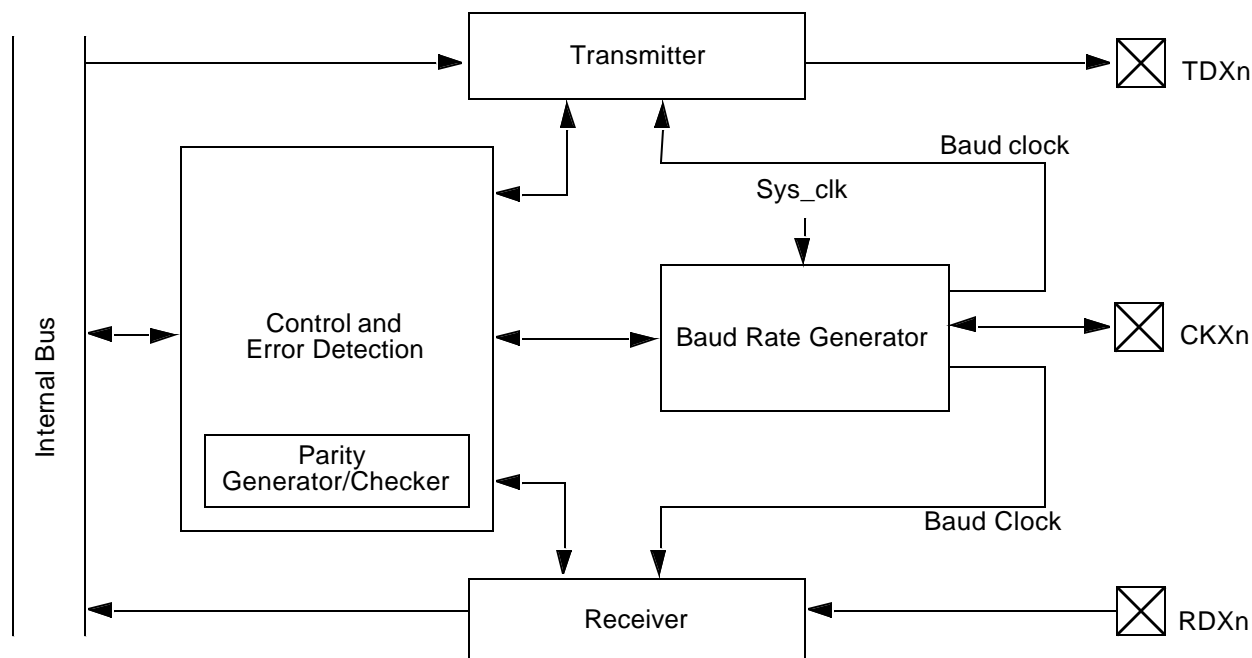 Transmitter
TDXn
Baud clock
Sys_clk
Internal Bus
Control and
Error Detection
Baud Rate Generator
CKXn
Parity
Generator/Checker
Baud Clock
Receiver
RDXn